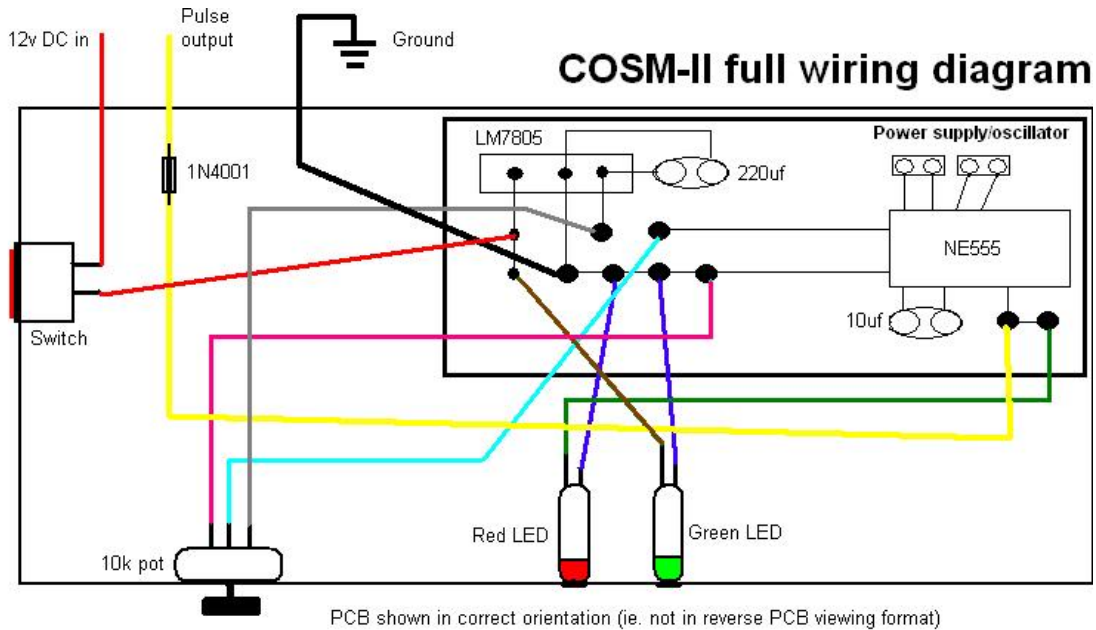 12v DC in
Pulse
output
Ground
COSM-II full wiring diagram
LM7805
Power supply/oscillator
1N4001
220uf
NE555
10uf
Switch
Red LED
Green LED
10k pot
PCB shown in correct orientation (ie. not in reverse PCB viewing format)